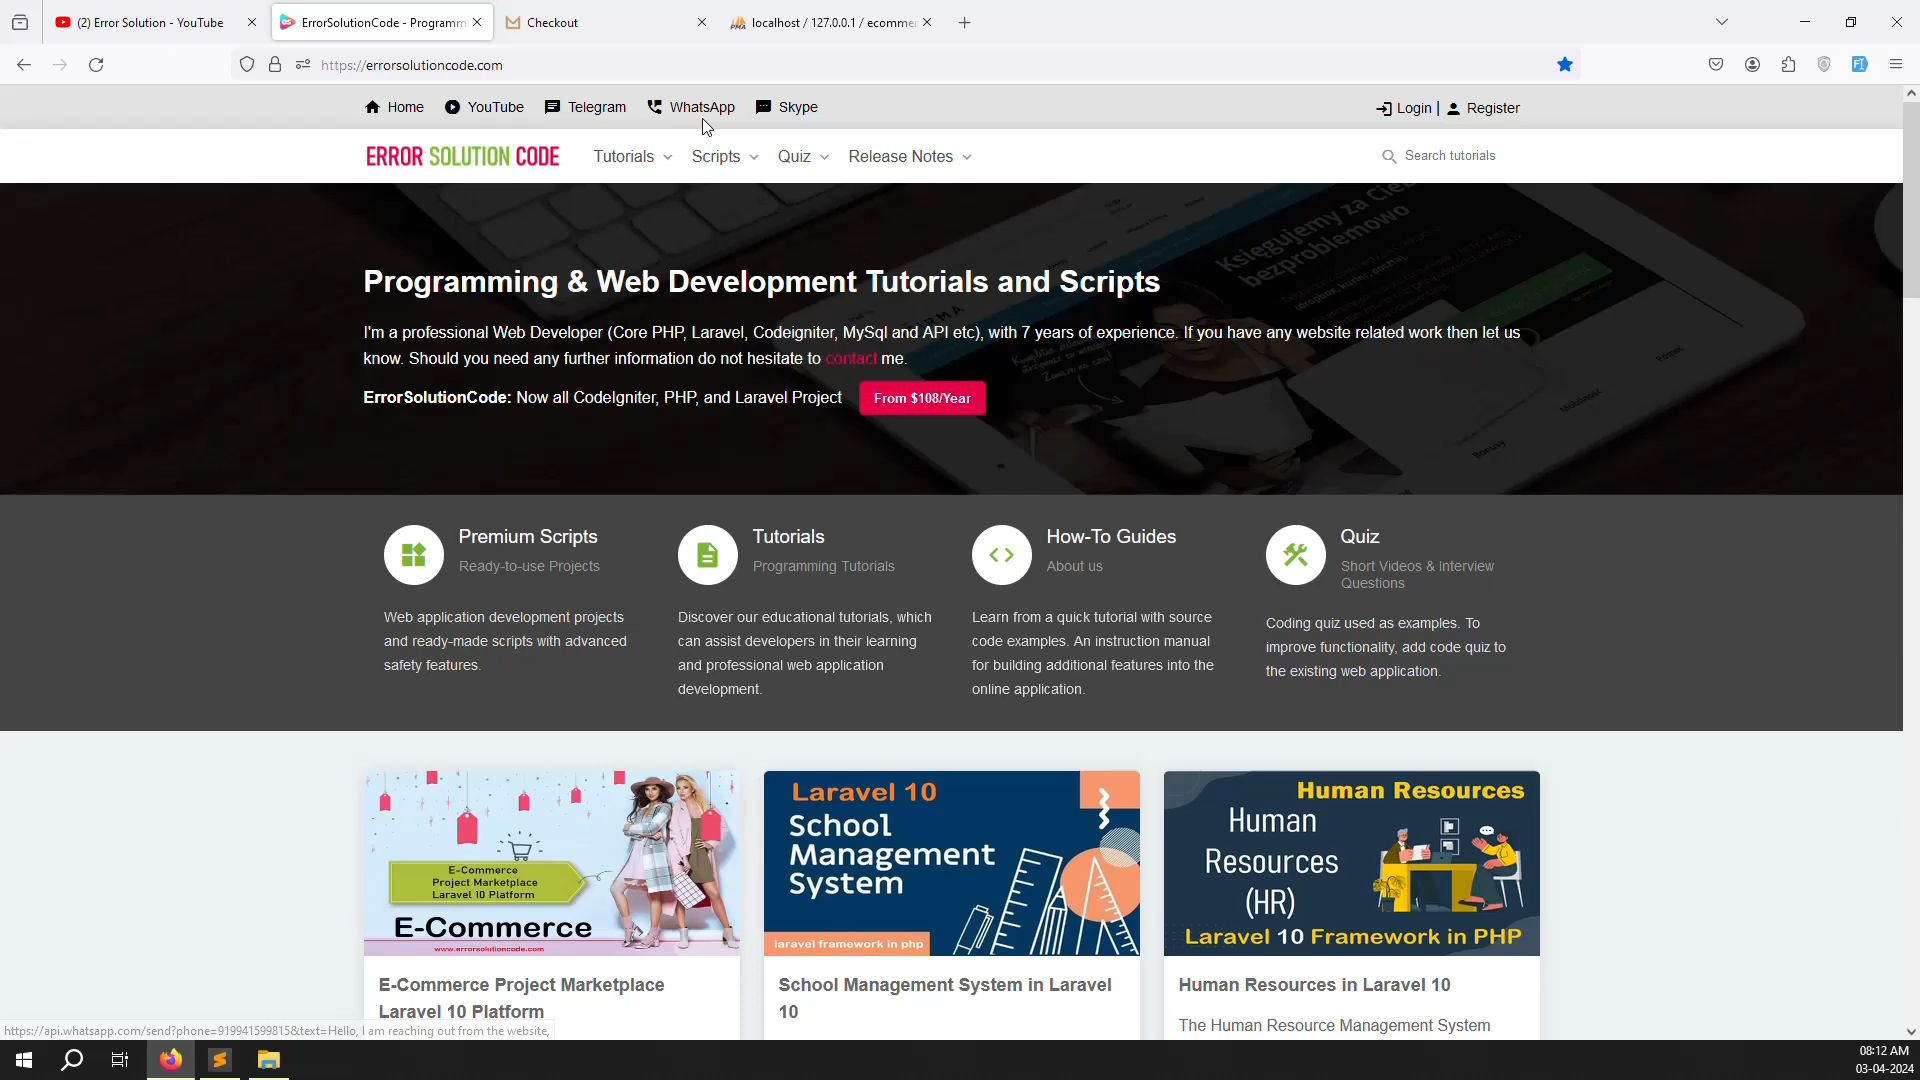 (2) Error Solution - YouTube
ErrorSolutionCode - Programm
Checkout
localhost / 127.0.0.1 / ecomme
https://errorsolutioncode.com
Home
YouTube
Telegram
WhatsApp
Skype
Login |
Register
ERROR SOLUTION CODE
Tutorials
Scripts
Quiz
Release Notes
Search tutorials
Księgujemy za Cie
bezproblemowo
Programming & Web Development Tutorials and Scripts
I'm a professional Web Developer (Core PHP, Laravel, Codeigniter, MySql and API etc), with 7 years of experience. If you have any website related work then let us
know. Should you need any further information do not hesitate to contact me.
ErrorSolutionCode: Now all CodeIgniter, PHP, and Laravel Project
From $108/Year
Premium Scripts
Ready-to-use Projects
Web application development projects
and ready-made scripts with advanced
safety features.
Tutorials
Programming Tutorials
Discover our educational tutorials, which
can assist developers in their learning
and professional web application
development.
How-To Guides
About us
Learn from a quick tutorial with source
code examples. An instruction manual
for building additional features into the
online application.
Quiz
Short Videos & Interview
Questions
Coding quiz used as examples. To
improve functionality, add code quiz to
the existing web application.
E-Commerce
Project Marketplace
Laravel 10 Platform
E-Commerce
www.errorsolutioncode.com
E-Commerce Project Marketplace
Laravel 10 Platform
Laravel 10
School
Management
System
laravel framework in php
School Management System in Laravel
10
Human Resources
Human
Resources
(HR)
Laravel 10 Framework in PHP
Human Resources in Laravel 10
The Human Resource Management System
https://api.whatsapp.com/send?phone=919941599815&text=Hello, I am reaching out from the website,
08:12 AM
03-04-2024